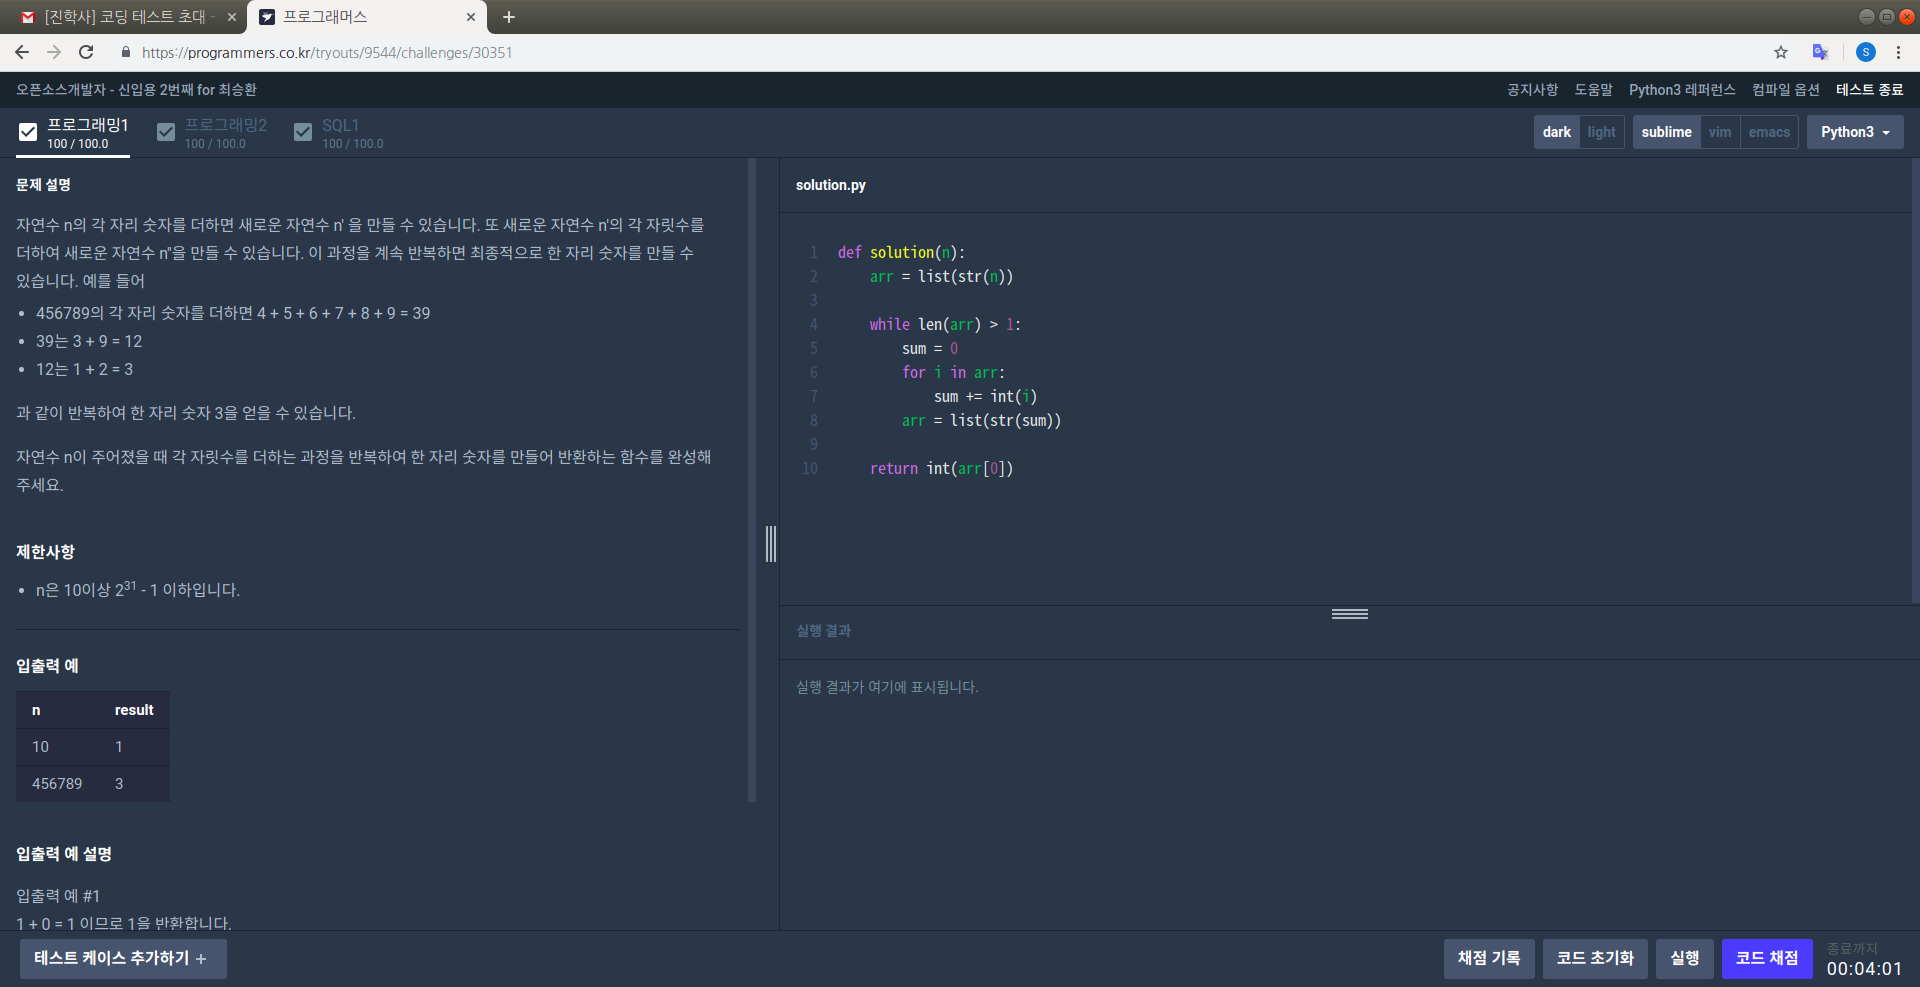 [진학사] 코딩 테스트 초대 -
프로그래머스
https://programmers.co.kr/tryouts/9544/challenges/30351
S
오픈소스개발자 - 신입용 2번째 for 최승환
공지사항 도움말 Python3 레퍼런스 컴파일 옵션 테스트 종료
프로그래밍1
100 / 100.0
프로그래밍2
100 / 100.0
SQL1
100 / 100.0
dark light sublime vim emacs Python3
문제 설명
자연수 n의 각 자리 숫자를 더하면 새로운 자연수 n' 을 만들 수 있습니다. 또 새로운 자연수 n'의 각 자릿수를
더하여 새로운 자연수 n''을 만들 수 있습니다. 이 과정을 계속 반복하면 최종적으로 한 자리 숫자를 만들 수
있습니다. 예를 들어
• 456789의 각 자리 숫자를 더하면 4 + 5 + 6 + 7 + 8 + 9 = 39
• 39는 3 + 9 = 12
• 12는 1 + 2 = 3
과 같이 반복하여 한 자리 숫자 3을 얻을 수 있습니다.
자연수 n이 주어졌을 때 각 자릿수를 더하는 과정을 반복하여 한 자리 숫자를 만들어 반환하는 함수를 완성해
주세요.
제한사항
• n은 10이상 2^31 - 1 이하입니다.
입출력 예
n result
10 1
456789 3
입출력 예 설명
입출력 예 #1
1 + 0 = 1 이므로 1을 반환합니다.
solution.py
1 def solution(n):
2     arr = list(str(n))
3
4     while len(arr) > 1:
5         sum = 0
6         for i in arr:
7             sum += int(i)
8         arr = list(str(sum))
9
10     return int(arr[0])
실행 결과
실행 결과가 여기에 표시됩니다.
테스트 케이스 추가하기 +
채점 기록 코드 초기화 실행 코드 채점
종료까지
00:04:01